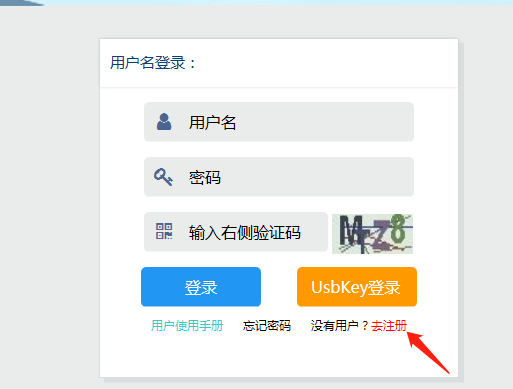 用户名登录：
用户名
密码
输入右侧验证码
登录 UsbKey登录
用户使用手册 忘记密码 没有用户？去注册